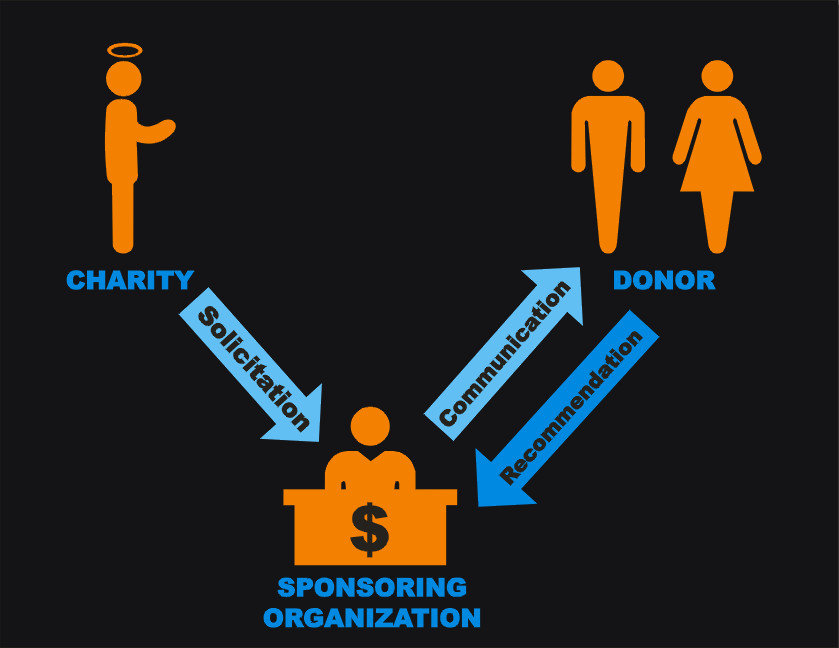 CHARITY
DONOR
Solicitation
Communication
Recommendation
$
SPONSORING
ORGANIZATION